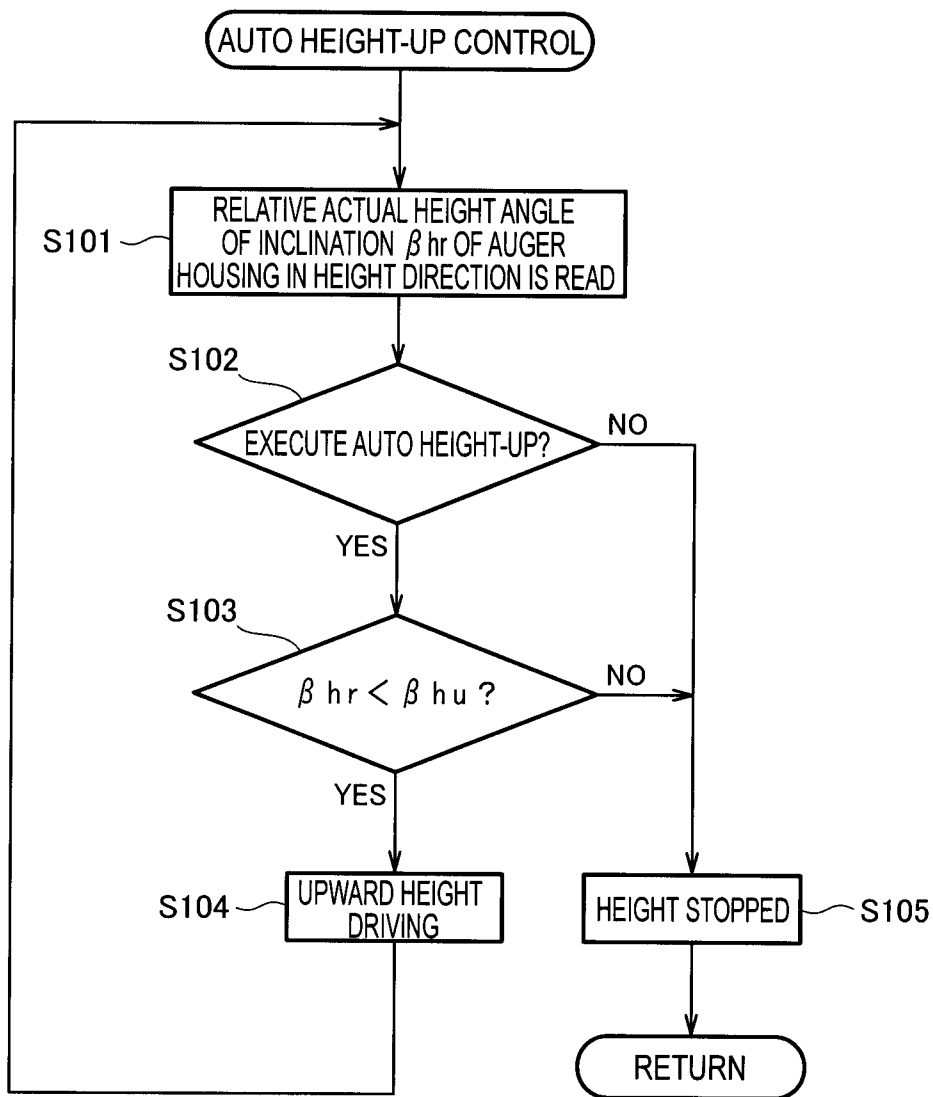 AUTO HEIGHT-UP CONTROL
S101
RELATIVE ACTUAL HEIGHT ANGLE
OF INCLINATION β hr OF AUGER
HOUSING IN HEIGHT DIRECTION IS READ
S102
EXECUTE AUTO HEIGHT-UP?
NO
YES
S103
β hr < β hu ?
NO
YES
S104
UPWARD HEIGHT
DRIVING
HEIGHT STOPPED
S105
RETURN